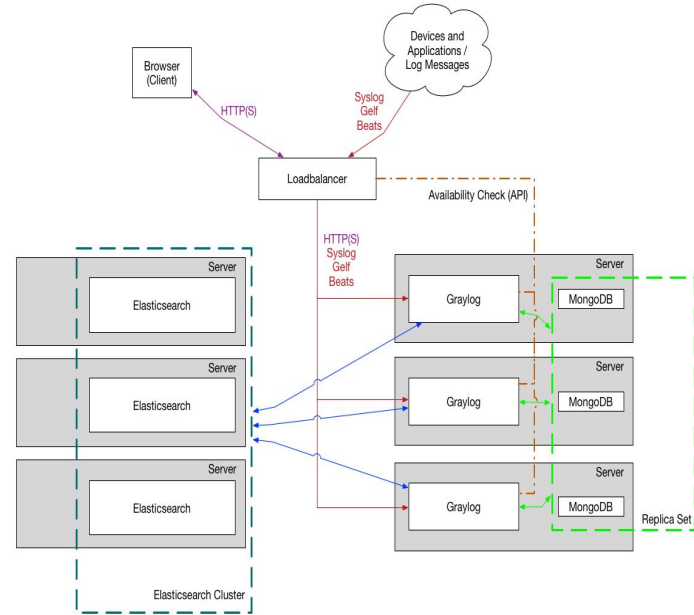 Devices and
Applications /
Log Messages
Browser
(Client)
HTTP(S)
Syslog
Gelf
Beats
Loadbalancer
Availability Check (API)
HTTP(S)
Syslog
Gelf
Beats
Server
Elasticsearch
Server
Elasticsearch
Server
Elasticsearch
Elasticsearch Cluster
Server
Graylog
MongoDB
Server
Graylog
MongoDB
Server
Graylog
MongoDB
Replica Set